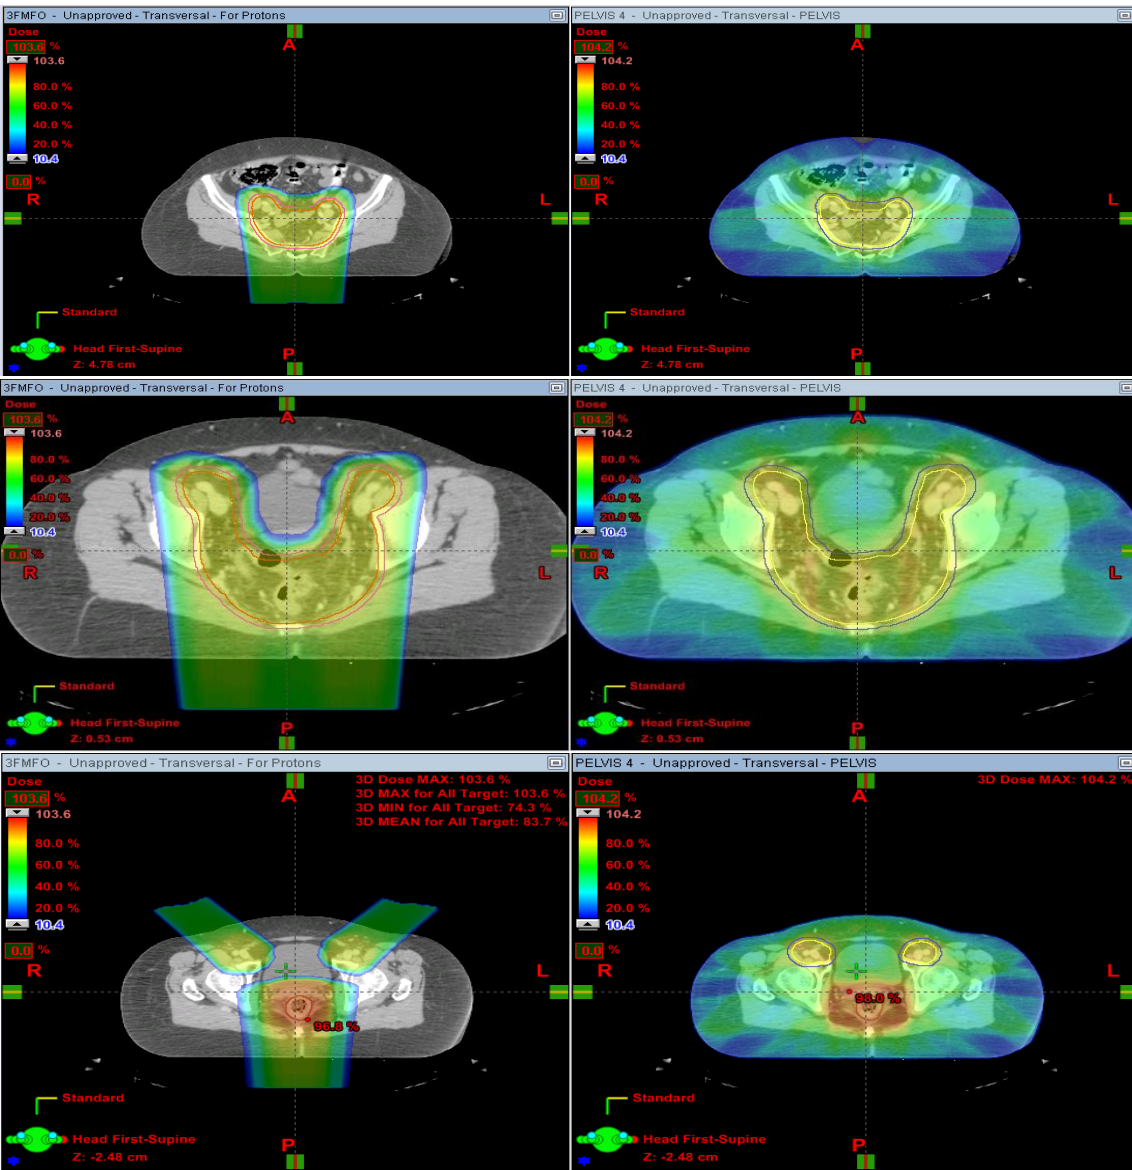 3FMFO - Unapproved - Transversal - For Protons
Dose
103.6 %
103.6
80.0 %
60.0 %
40.0 %
20.0 %
10.4
0.0 %
A
R
L
P
Standard
Head First-Supine
Z: 4.78 cm
PELVIS 4 - Unapproved - Transversal - PELVIS
Dose
104.2 %
104.2
80.0 %
60.0 %
40.0 %
20.0 %
10.4
0.0 %
A
R
L
P
Standard
Head First-Supine
Z: 4.78 cm
3FMFO - Unapproved - Transversal - For Protons
Dose
103.6 %
103.6
80.0 %
60.0 %
40.0 %
20.0 %
10.4
0.0 %
A
R
L
P
Standard
Head First-Supine
Z: 0.53 cm
PELVIS 4 - Unapproved - Transversal - PELVIS
Dose
104.2 %
104.2
80.0 %
60.0 %
40.0 %
20.0 %
10.4
0.0 %
A
R
L
P
Standard
Head First-Supine
Z: 0.53 cm
3FMFO - Unapproved - Transversal - For Protons
Dose
103.6 %
103.6
80.0 %
60.0 %
40.0 %
20.0 %
10.4
0.0 %
3D Dose MAX: 103.6 %
3D MAX for All Target: 103.6 %
3D MIN for All Target: 74.3 %
3D MEAN for All Target: 83.7 %
A
R
L
96.8 %
P
Standard
Head First-Supine
Z: -2.48 cm
PELVIS 4 - Unapproved - Transversal - PELVIS
Dose
104.2 %
104.2
80.0 %
60.0 %
40.0 %
20.0 %
10.4
0.0 %
3D Dose MAX: 104.2 %
A
R
L
98.0 %
P
Standard
Head First-Supine
Z: -2.48 cm